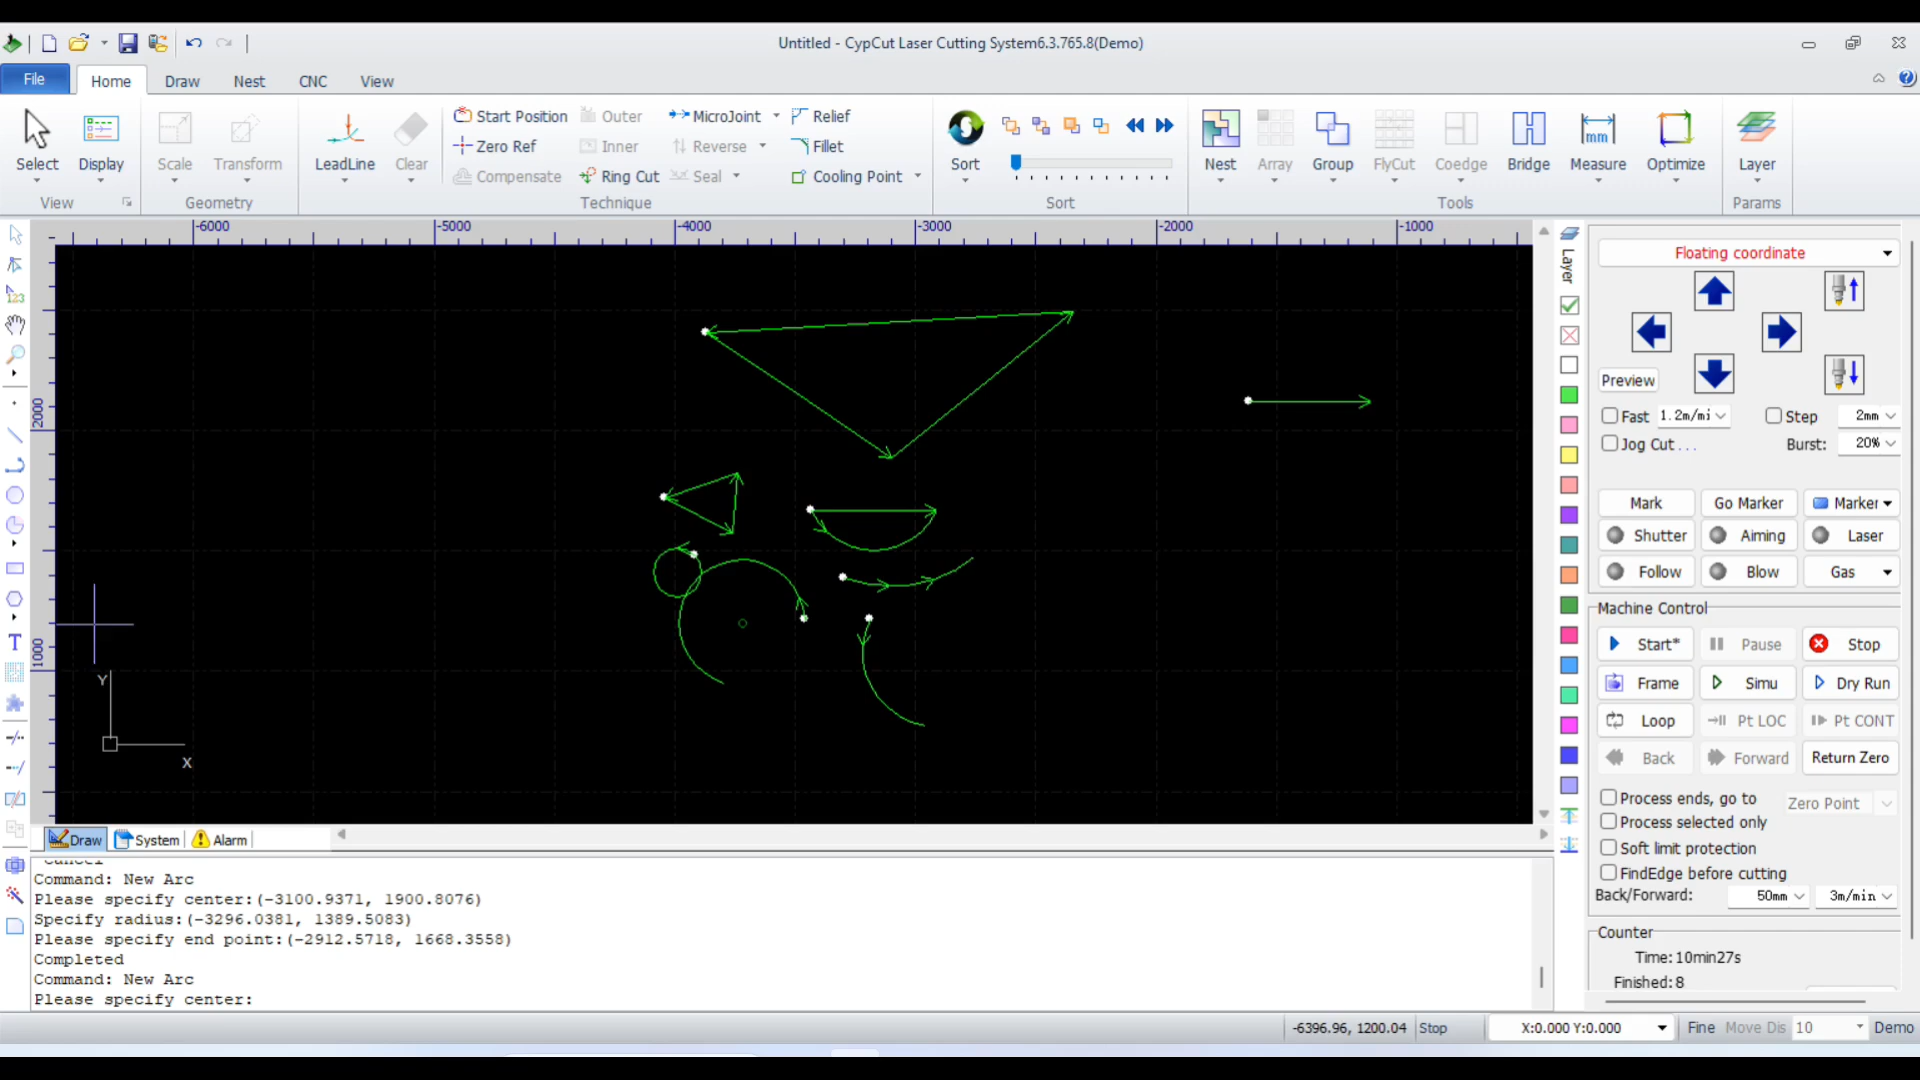 Untitled - CypCut Laser Cutting System6.3.765.8(Demo)
File Home Draw Nest CNC View
Select Display Scale Transform LeadLine Clear
Start Position Outer MicroJoint Relief
Zero Ref Inner Reverse Fillet
Compensate Ring Cut Seal Cooling Point
Sort Nest Array Group FlyCut Coedge Bridge Measure Optimize Layer
mm
View Geometry Technique Sort Tools Params
-6000 -5000 -4000 -3000 -2000 -1000
123
2000
1000
T
Y
X
Layer
Floating coordinate
Preview
Fast 1.2m/mi Step 2mm
Jog Cut ... Burst: 20%
Mark Go Marker Marker
Shutter Aiming Laser
Follow Blow Gas
Machine Control
Start* Pause Stop
Frame Simu Dry Run
Loop Pt LOC Pt CONT
Back Forward Return Zero
Process ends, go to Zero Point
Process selected only
Soft limit protection
FindEdge before cutting
Back/Forward: 50mm 3m/min
Counter
Time:10min27s
Finished:8
Draw System Alarm
Cancel
Command: New Arc
Please specify center:(-3100.9371, 1900.8076)
Specify radius:(-3296.0381, 1389.5083)
Please specify end point:(-2912.5718, 1668.3558)
Completed
Command: New Arc
Please specify center:
-6396.96, 1200.04 Stop X:0.000 Y:0.000 Fine Move Dis 10 Demo